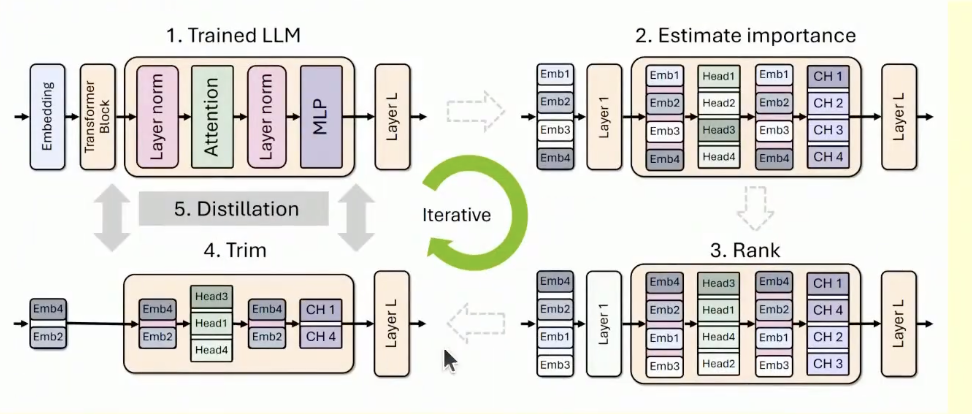 1. Trained LLM
Embedding
Transformer
Block
Layer norm
Attention
Layer norm
MLP
Layer L
2. Estimate importance
Emb1
Emb2
Emb3
Emb4
Layer 1
Emb1
Emb2
Emb3
Emb4
Head1
Head2
Head3
Head4
Emb1
Emb2
Emb3
Emb4
CH 1
CH 2
CH 3
CH 4
Layer L
5. Distillation
Iterative
4. Trim
Emb4
Emb2
Emb4
Emb2
Head3
Head1
Head4
Emb4
Emb2
CH 1
CH 4
Layer L
3. Rank
Emb4
Emb2
Emb1
Emb3
Layer 1
Emb4
Emb2
Emb1
Emb3
Head3
Head1
Head4
Head2
Emb4
Emb2
Emb1
Emb3
CH 1
CH 4
CH 2
CH 3
Layer L